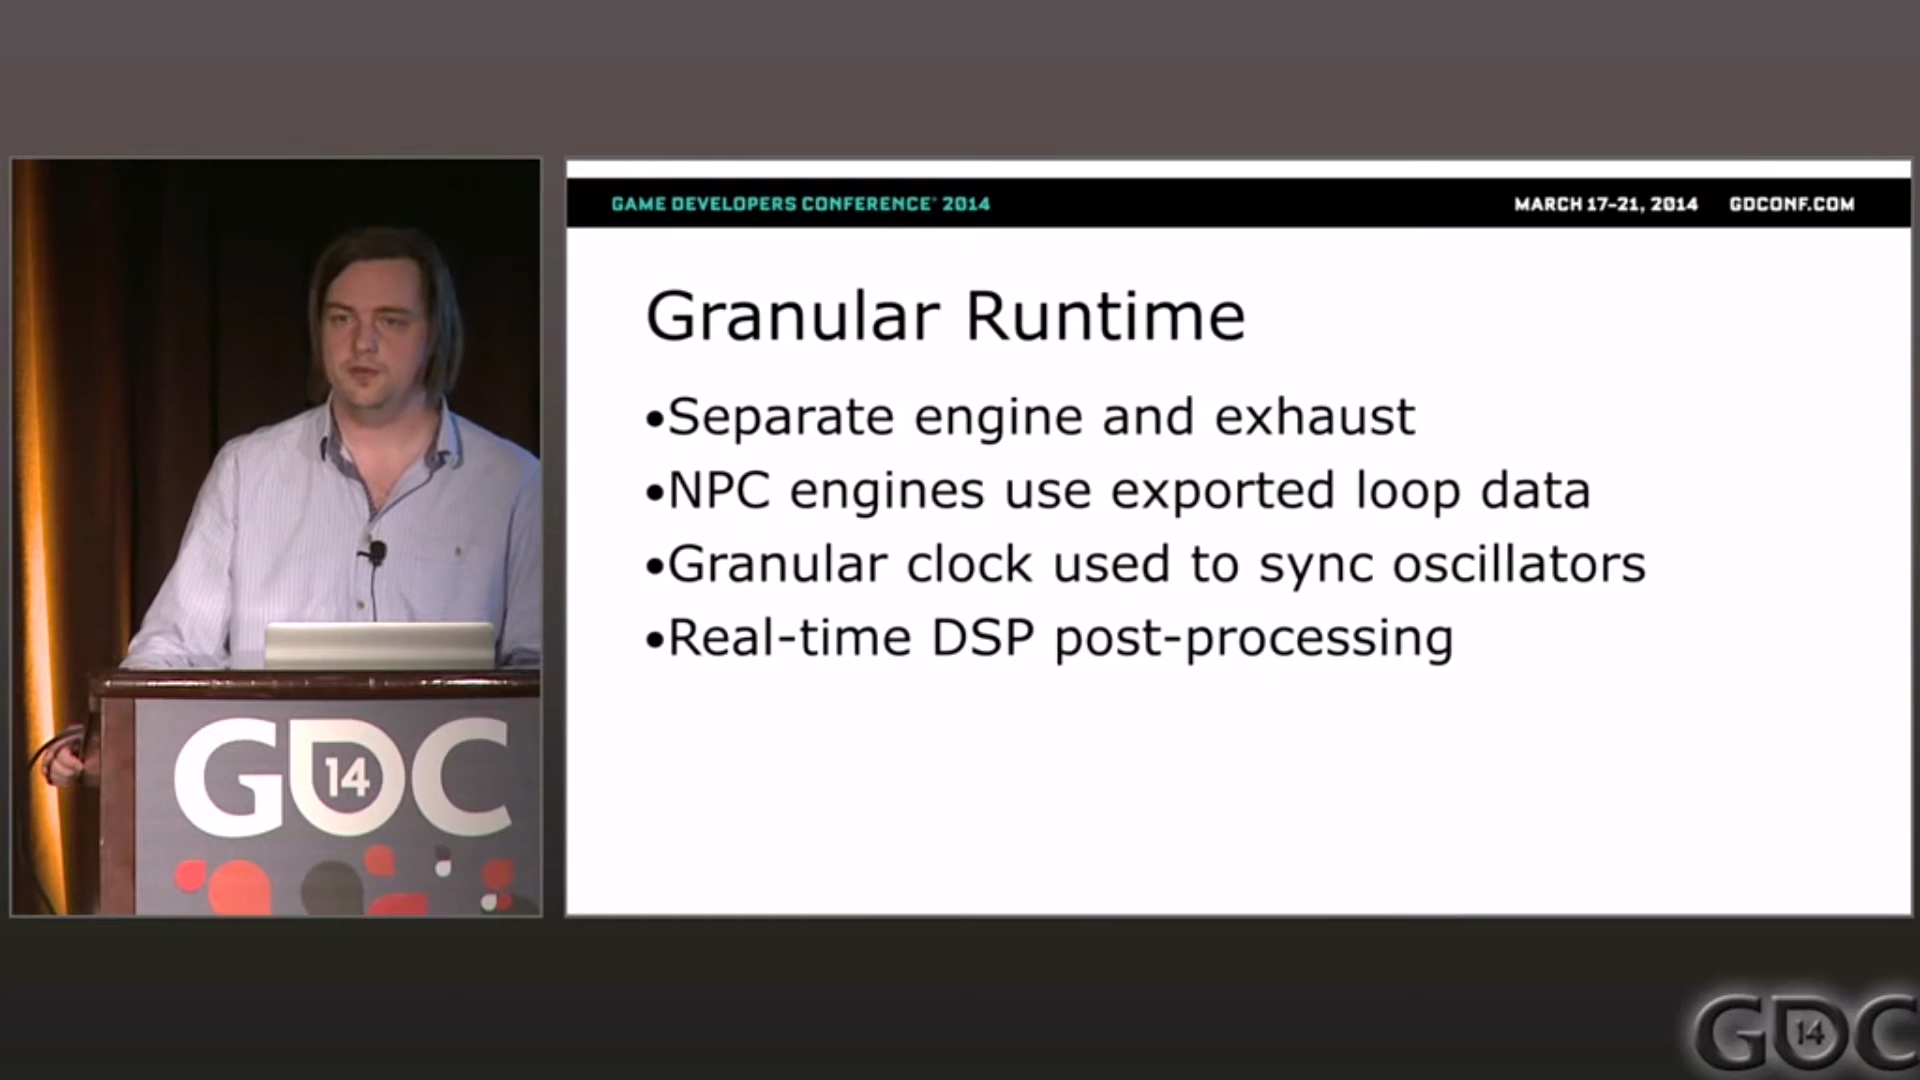 GAME DEVELOPERS CONFERENCE® 2014
MARCH 17-21, 2014 GDCONF.COM
Granular Runtime
•Separate engine and exhaust
•NPC engines use exported loop data
•Granular clock used to sync oscillators
•Real-time DSP post-processing
GDC
14
GDC
14